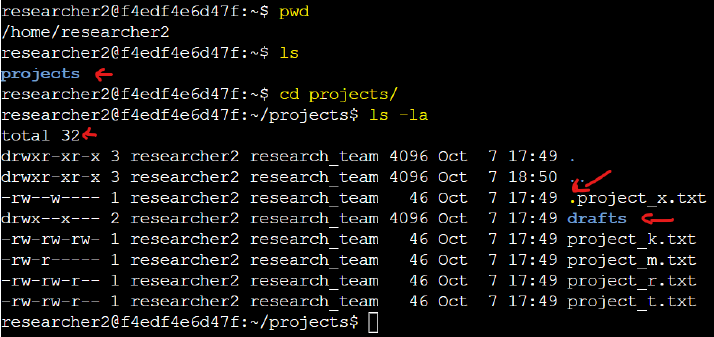 researcher2@f4edf4e6d47f:~$ pwd
/home/researcher2
researcher2@f4edf4e6d47f:~$ ls
projects
researcher2@f4edf4e6d47f:~$ cd projects/
researcher2@f4edf4e6d47f:~/projects$ ls -la
total 32
drwxr-xr-x 3 researcher2 research_team 4096 Oct  7 17:49 .
drwxr-xr-x 3 researcher2 research_team 4096 Oct  7 18:50 ..
-rw--w---- 1 researcher2 research_team   46 Oct  7 17:49 .project_x.txt
drwx--x--- 2 researcher2 research_team 4096 Oct  7 17:49 drafts
-rw-rw-rw- 1 researcher2 research_team   46 Oct  7 17:49 project_k.txt
-rw-r----- 1 researcher2 research_team   46 Oct  7 17:49 project_m.txt
-rw-rw-r-- 1 researcher2 research_team   46 Oct  7 17:49 project_r.txt
-rw-rw-r-- 1 researcher2 research_team   46 Oct  7 17:49 project_t.txt
researcher2@f4edf4e6d47f:~/projects$